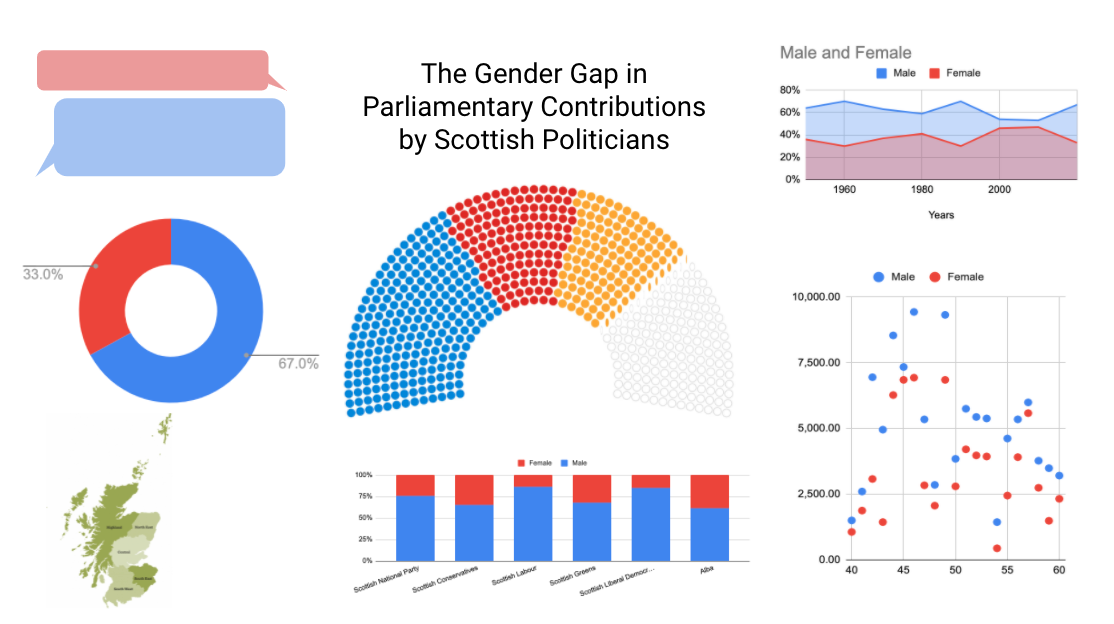 The Gender Gap in
Parliamentary Contributions
by Scottish Politicians
33.0%
67.0%
Female Male
100%
75%
50%
25%
0%
Scottish National Party
Scottish Conservatives
Scottish Labour
Scottish Greens
Scottish Liberal Democr...
Alba
Male and Female
Male Female
80%
60%
40%
20%
0%
1960 1980 2000
Years
Male Female
10,000.00
7,500.00
5,000.00
2,500.00
0.00
40 45 50 55 60